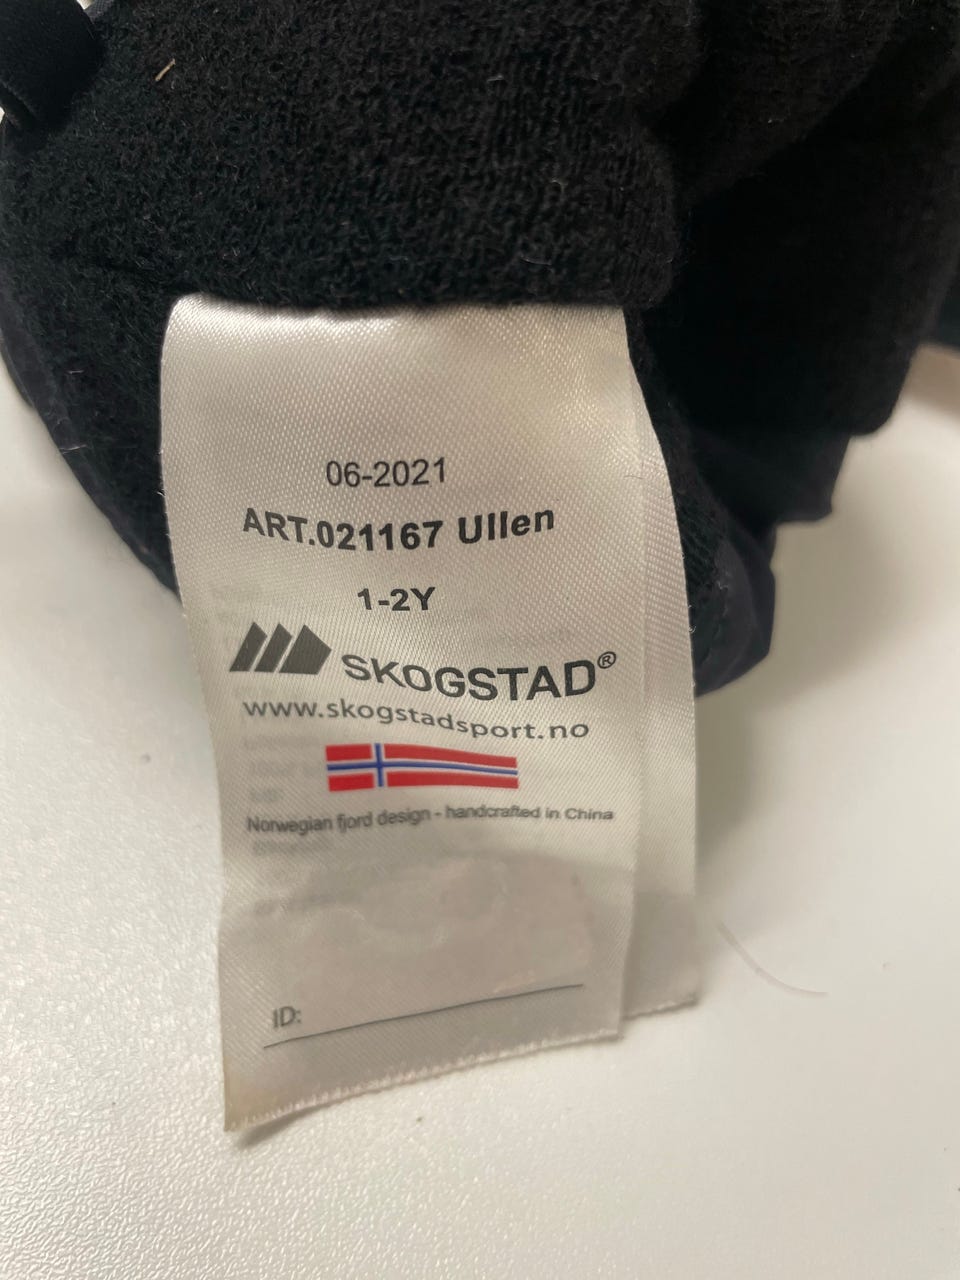 06-2021
ART.021167 Ullen
1-2Y
SKOGSTAD®
www.skogstadsport.no
Norwegian fjord design - handcrafted in China
ID: